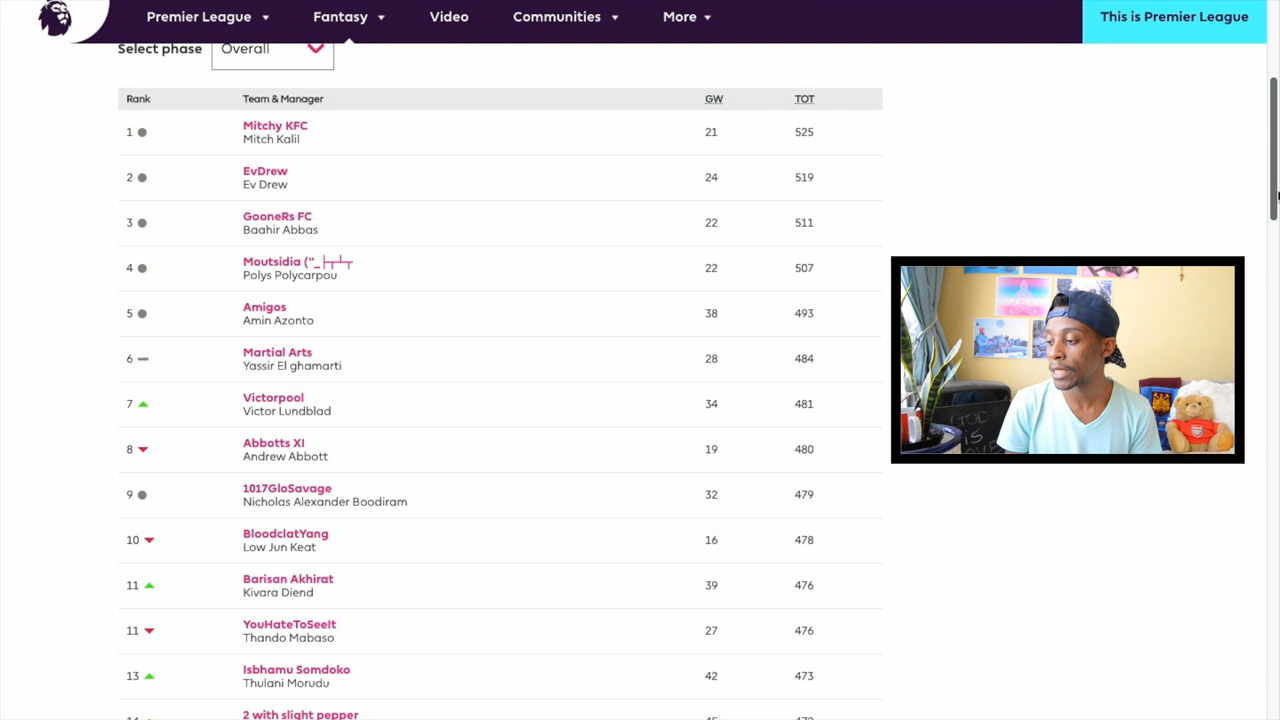 Premier League Fantasy Video Communities More This is Premier League
Select phase Overall
Rank Team & Manager GW TOT
1 Mitchy KFC 21 525
Mitch Kalil
2 EvDrew 24 519
Ev Drew
3 GooneRs FC 22 511
Baahir Abbas
4 Moutsidia ("_├┬┴┬ 22 507
Polys Polycarpou
5 Amigos 38 493
Amin Azonto
6 Martial Arts 28 484
Yassir El ghamarti
7 Victorpool 34 481
Victor Lundblad
8 Abbotts XI 19 480
Andrew Abbott
9 1017GloSavage 32 479
Nicholas Alexander Boodiram
10 BloodclatYang 16 478
Low Jun Keat
11 Barisan Akhirat 39 476
Kivara Diend
11 YouHateToSeeIt 27 476
Thando Mabaso
13 Isbhamu Somdoko 42 473
Thulani Morudu
2 with slight pepper